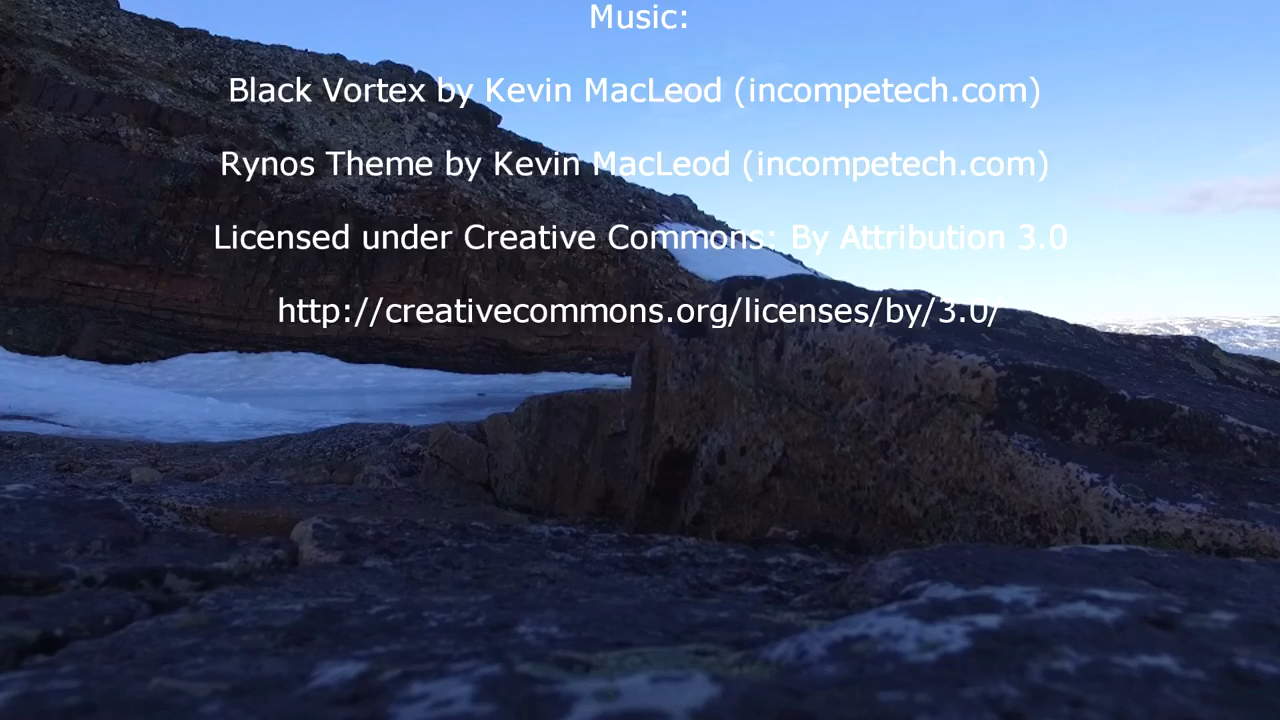 Music:
Black Vortex by Kevin MacLeod (incompetech.com)
Rynos Theme by Kevin MacLeod (incompetech.com)
Licensed under Creative Commons: By Attribution 3.0
http://creativecommons.org/licenses/by/3.0/